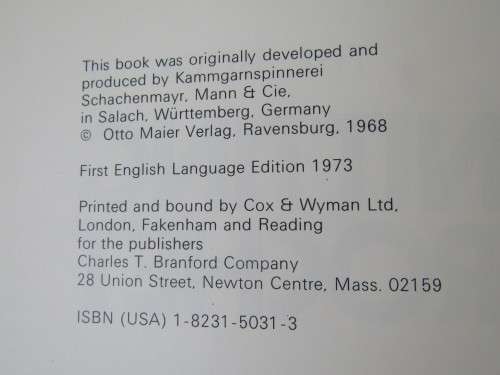 This book was originally developed and
produced by Kammgarnspinnerei
Schachenmayr, Mann & Cie,
in Salach, Württemberg, Germany
© Otto Maier Verlag, Ravensburg, 1968
First English Language Edition 1973
Printed and bound by Cox & Wyman Ltd,
London, Fakenham and Reading
for the publishers
Charles T. Branford Company
28 Union Street, Newton Centre, Mass. 02159
ISBN (USA) 1-8231-5031-3